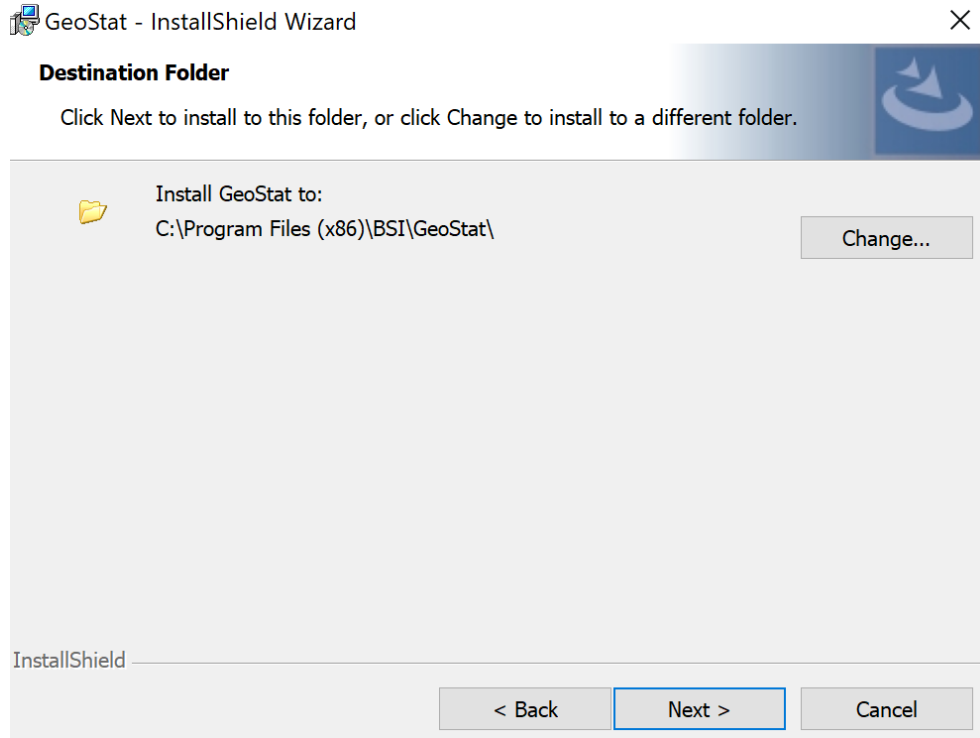 GeoStat - InstallShield Wizard
Destination Folder
Click Next to install to this folder, or click Change to install to a different folder.
Install GeoStat to:
C:\Program Files (x86)\BSI\GeoStat\
Change...
InstallShield
< Back
Next >
Cancel